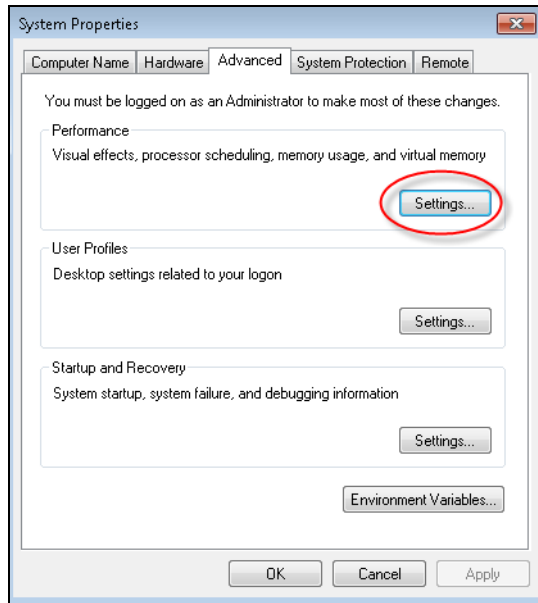 System Properties
Computer Name Hardware Advanced System Protection Remote
You must be logged on as an Administrator to make most of these changes.
Performance
Visual effects, processor scheduling, memory usage, and virtual memory
Settings...
User Profiles
Desktop settings related to your logon
Settings...
Startup and Recovery
System startup, system failure, and debugging information
Settings...
Environment Variables...
OK Cancel Apply